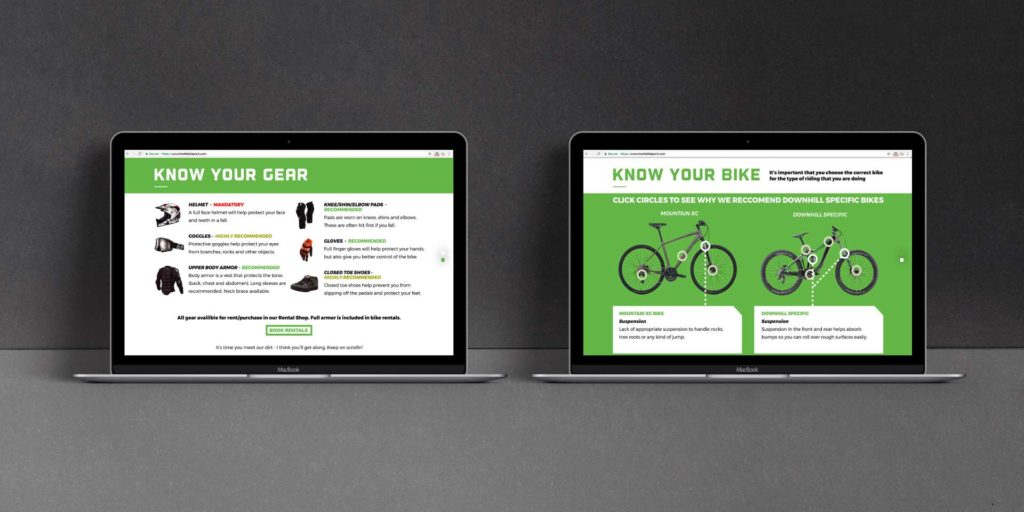 Secure
KNOW YOUR GEAR
HELMET - MANDATORY
A full face helmet will help protect your face
and teeth in a fall.
GOGGLES - HIGHLY RECOMMENDED
Protective goggles help protect your eyes
from branches, rocks and other objects
UPPER BODY ARMOR - RECOMMENDED
Body armor is a vest that protects the torso
(back, chest and abdomen). Long sleeves are
recommended. Neck brace available.
KNEE/SHIN/ELBOW PADS -
RECOMMENDED
Pads are worn on knees, shins and elbows.
These are often hit first if you fall.
GLOVES - RECOMMENDED
Full finger gloves will help protect your hands,
but also give you better control of the bike.
CLOSED TOE SHOES -
HIGHLY RECOMMENDED
Closed toe shoes help prevent you from
slipping off the pedals and protect your feet.
All gear availible for rent/purchase in our Rental Shop. Full armor is included in bike rentals.
BOOK RENTALS
It's time you meet our dirt - I think you'll get along. Keep on scrollin'
MacBook
Secure
KNOW YOUR BIKE
It's important that you choose the correct bike
for the type of riding that you are doing
CLICK CIRCLES TO SEE WHY WE RECCOMEND DOWNHILL SPECIFIC BIKES
MOUNTAIN XC
DOWNHILL SPECIFIC
MOUNTAIN XC BIKE
Suspension
Lack of appropriate suspension to handle rocks,
tree roots or any kind of jump.
DOWNHILL SPECIFIC
Suspension
Suspension in the front and rear helps absorb
bumps so you can roll over rough surfaces easily.
MacBook